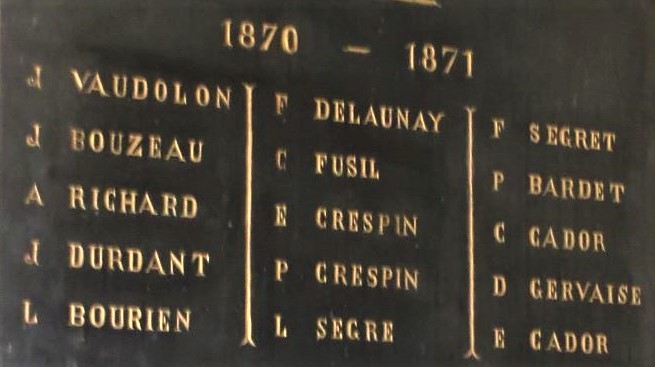 1870 – 1871
J VAUDOLON
J BOUZEAU
A RICHARD
J DURDANT
L BOURIEN
F DELAUNAY
C FUSIL
E CRESPIN
P CRESPIN
L SEGRE
F SEGRET
P BARDET
C CADOR
D GERVAISE
E CADOR